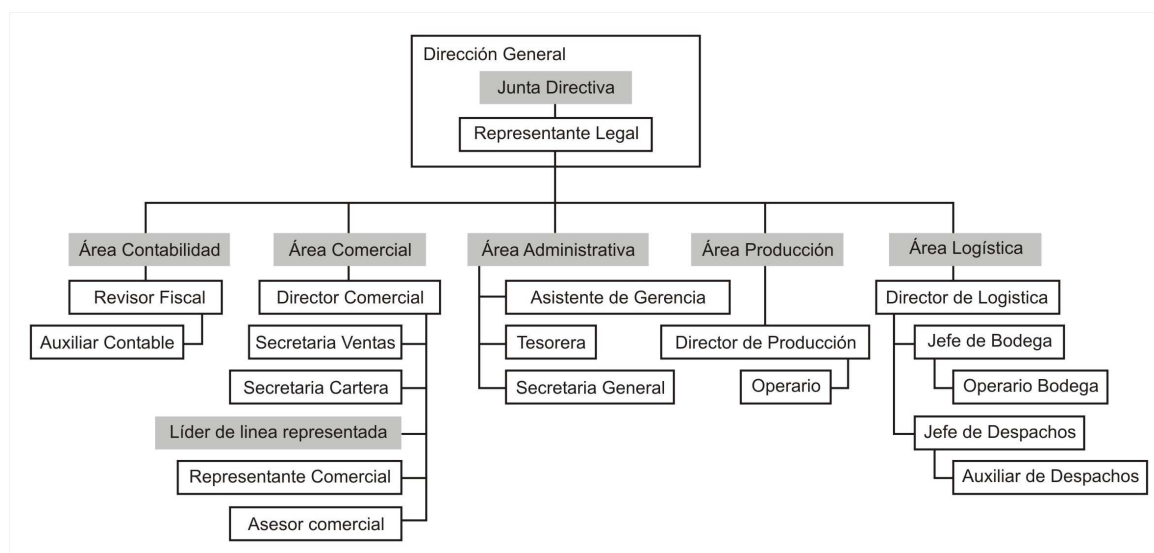 Dirección General
Junta Directiva
Representante Legal
Área Contabilidad
Revisor Fiscal
Auxiliar Contable
Área Comercial
Director Comercial
Secretaria Ventas
Secretaria Cartera
Líder de linea representada
Representante Comercial
Asesor comercial
Área Administrativa
Asistente de Gerencia
Tesorera
Secretaria General
Área Producción
Director de Producción
Operario
Área Logística
Director de Logistica
Jefe de Bodega
Operario Bodega
Jefe de Despachos
Auxiliar de Despachos